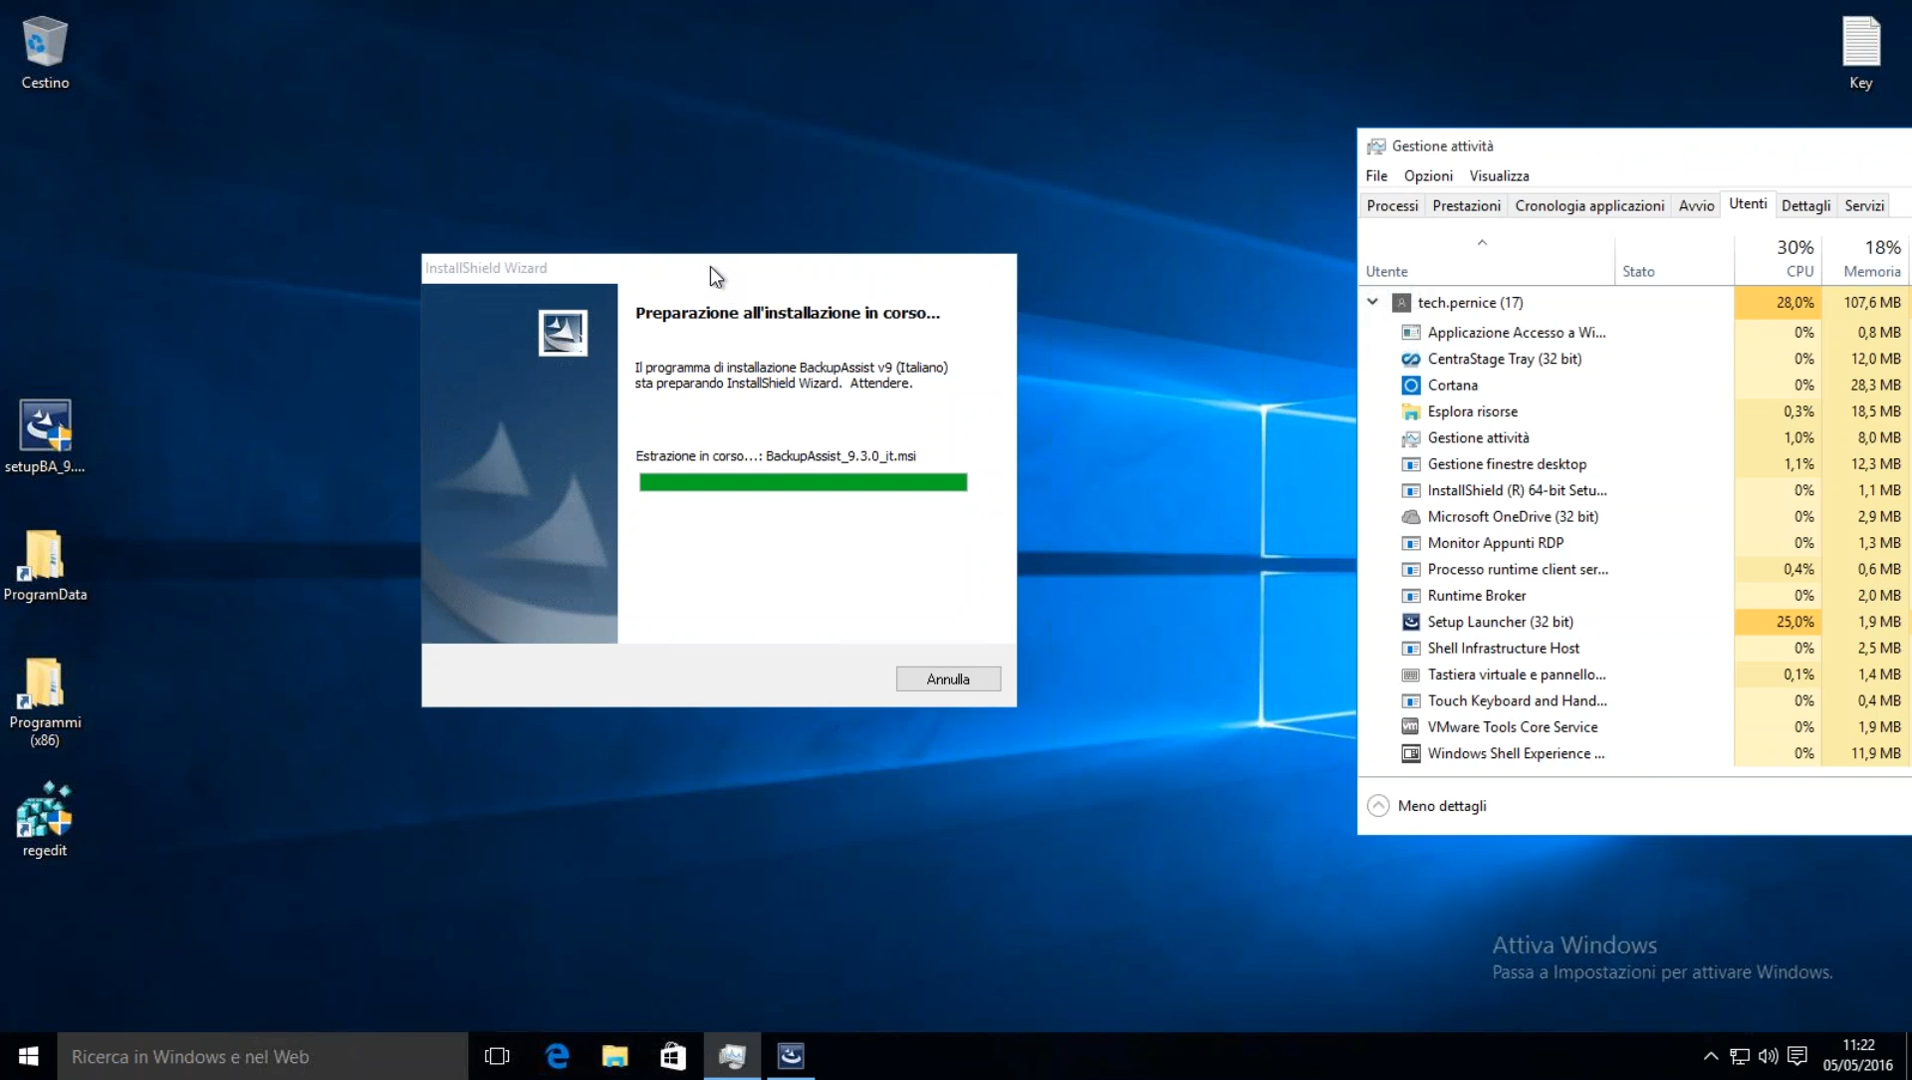 Cestino
Key
setupBA_9....
ProgramData
Programmi
(x86)
regedit
InstallShield Wizard
Preparazione all'installazione in corso...
Il programma di installazione BackupAssist v9 (Italiano)
sta preparando InstallShield Wizard. Attendere.
Estrazione in corso...: BackupAssist_9.3.0_it.msi
Annulla
Gestione attività
File Opzioni Visualizza
Processi Prestazioni Cronologia applicazioni Avvio Utenti Dettagli Servizi
30% 18%
Utente Stato CPU Memoria
tech.pernice (17) 28,0% 107,6 MB
Applicazione Accesso a Wi... 0% 0,8 MB
CentraStage Tray (32 bit) 0% 12,0 MB
Cortana 0% 28,3 MB
Esplora risorse 0,3% 18,5 MB
Gestione attività 1,0% 8,0 MB
Gestione finestre desktop 1,1% 12,3 MB
InstallShield (R) 64-bit Setu... 0% 1,1 MB
Microsoft OneDrive (32 bit) 0% 2,9 MB
Monitor Appunti RDP 0% 1,3 MB
Processo runtime client ser... 0,4% 0,6 MB
Runtime Broker 0% 2,0 MB
Setup Launcher (32 bit) 25,0% 1,9 MB
Shell Infrastructure Host 0% 2,5 MB
Tastiera virtuale e pannello... 0,1% 1,4 MB
Touch Keyboard and Hand... 0% 0,4 MB
VMware Tools Core Service 0% 1,9 MB
Windows Shell Experience ... 0% 11,9 MB
Meno dettagli
Attiva Windows
Passa a Impostazioni per attivare Windows.
Ricerca in Windows e nel Web
11:22
05/05/2016